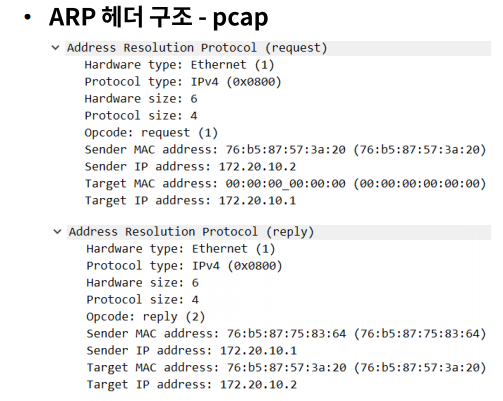 • ARP 헤더 구조 - pcap
Address Resolution Protocol (request)
Hardware type: Ethernet (1)
Protocol type: IPv4 (0x0800)
Hardware size: 6
Protocol size: 4
Opcode: request (1)
Sender MAC address: 76:b5:87:57:3a:20 (76:b5:87:57:3a:20)
Sender IP address: 172.20.10.2
Target MAC address: 00:00:00_00:00:00 (00:00:00:00:00:00)
Target IP address: 172.20.10.1
Address Resolution Protocol (reply)
Hardware type: Ethernet (1)
Protocol type: IPv4 (0x0800)
Hardware size: 6
Protocol size: 4
Opcode: reply (2)
Sender MAC address: 76:b5:87:75:83:64 (76:b5:87:75:83:64)
Sender IP address: 172.20.10.1
Target MAC address: 76:b5:87:57:3a:20 (76:b5:87:57:3a:20)
Target IP address: 172.20.10.2